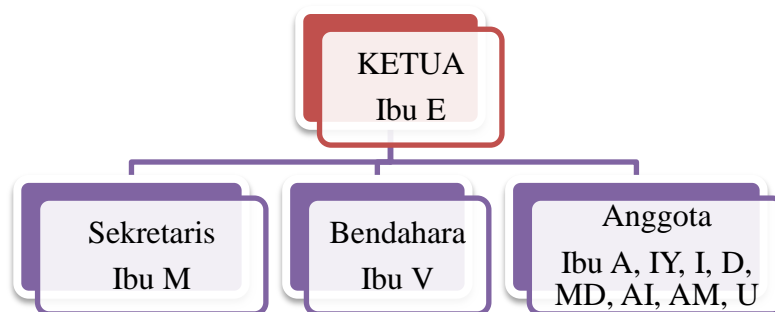 KETUA
Ibu E
Sekretaris
Ibu M
Bendahara
Ibu V
Anggota
Ibu A, IY, I, D,
MD, AI, AM, U